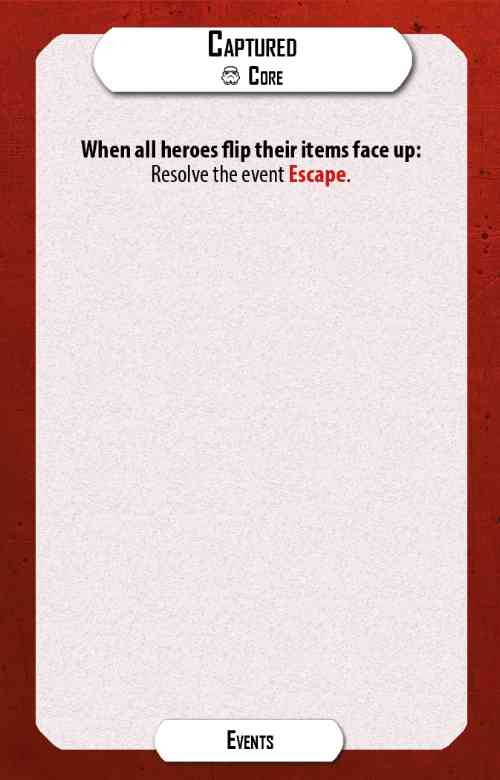 Captured
Core
When all heroes flip their items face up:
Resolve the event Escape.
Events